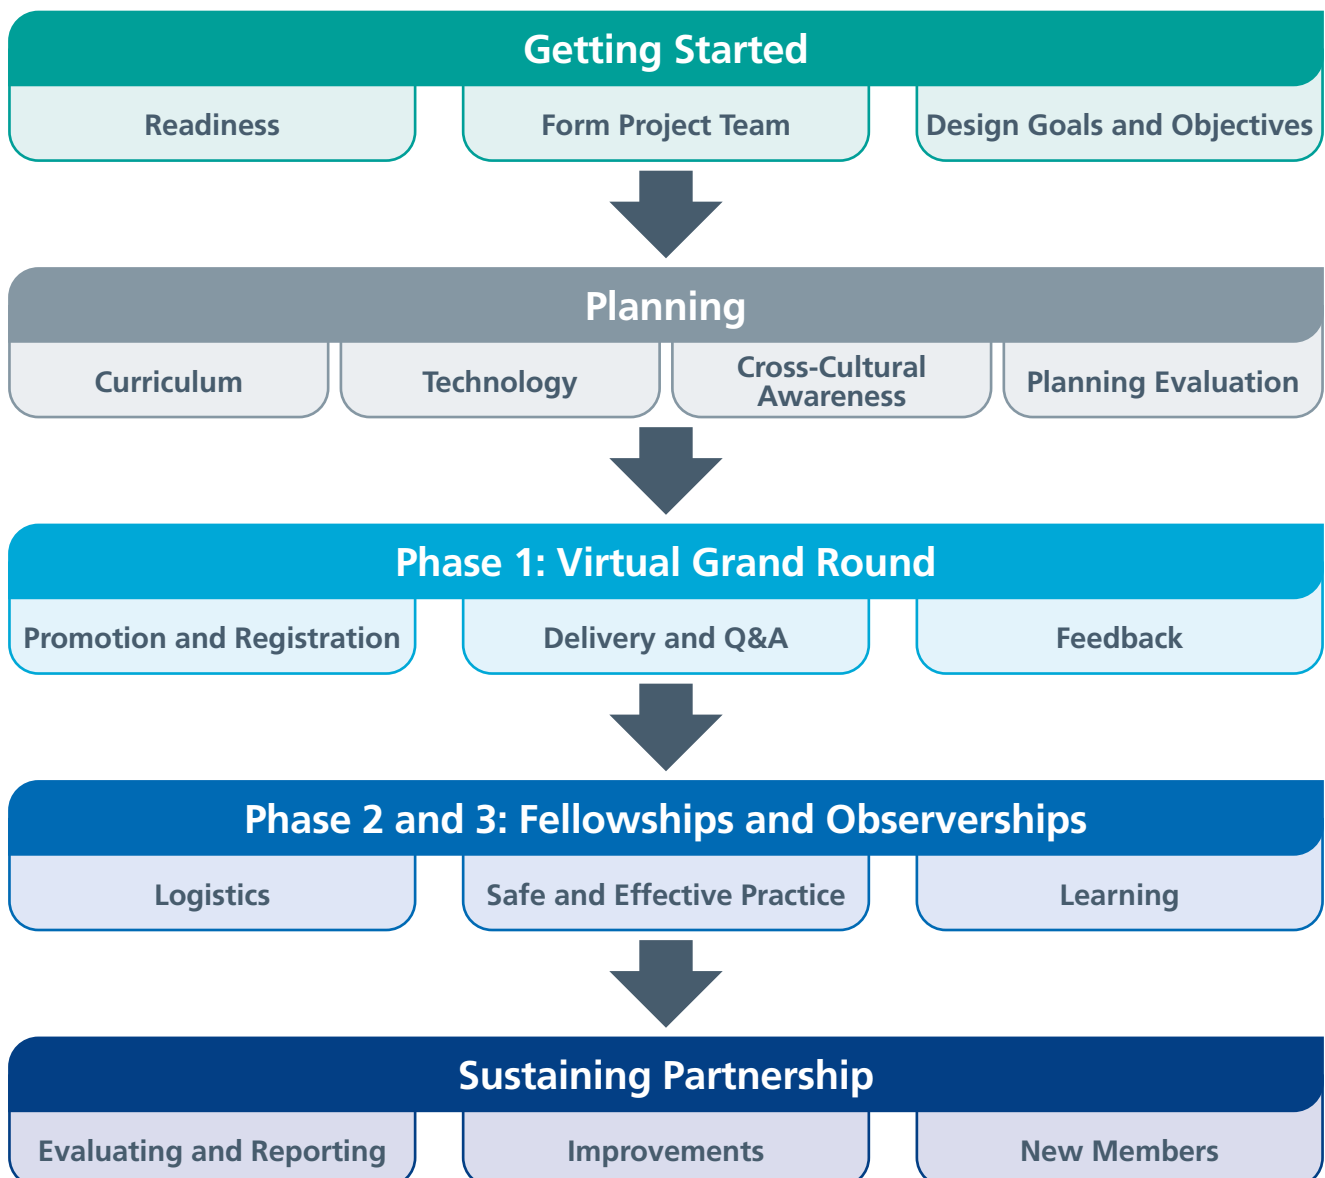 Getting Started
Readiness
Form Project Team
Design Goals and Objectives
Planning
Curriculum
Technology
Cross-Cultural
Awareness
Planning Evaluation
Phase 1: Virtual Grand Round
Promotion and Registration
Delivery and Q&A
Feedback
Phase 2 and 3: Fellowships and Observerships
Logistics
Safe and Effective Practice
Learning
Sustaining Partnership
Evaluating and Reporting
Improvements
New Members